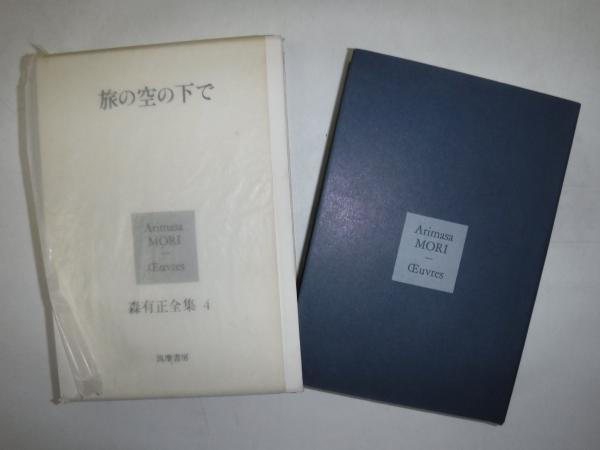 旅の空の下で
Arimasa
MORI
—
Œuvres
森有正全集 4
筑摩書房
Arimasa
MORI
—
Œuvres